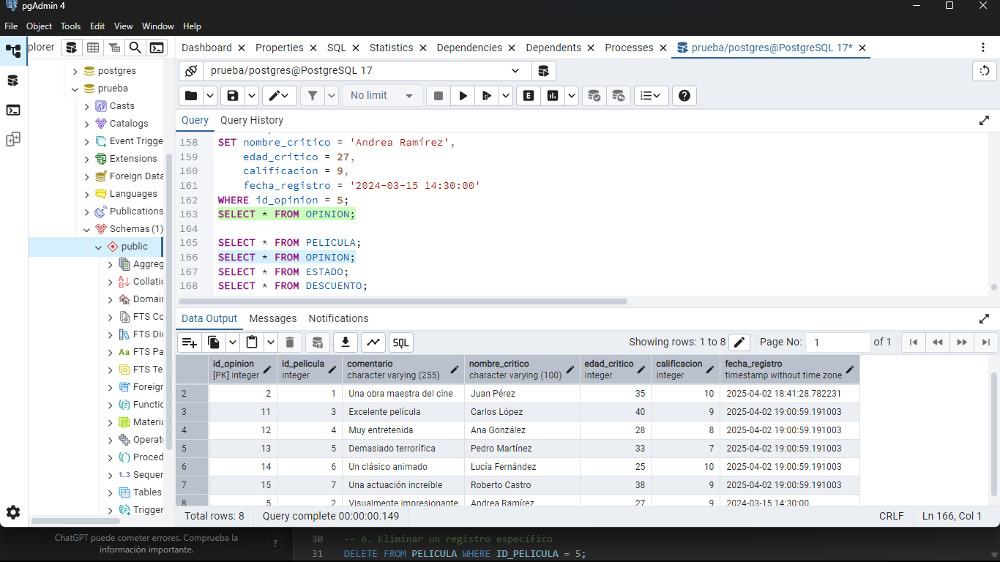 pgAdmin 4
File Object Tools Edit View Window Help
plorer
Dashboard Properties SQL Statistics Dependencies Dependents Processes prueba/postgres@PostgreSQL 17*
postgres
prueba
Casts
Catalogs
Event Trigge
Extensions
Foreign Data
Languages
Publications
Schemas (1)
public
Aggreg
Collatic
Domain
FTS Co
FTS Dic
FTS Pa
FTS Te
Foreign
Functio
Materia
Operat
Proced
1..3 Sequen
Tables
Trigger
prueba/postgres@PostgreSQL 17
No limit
E
Query Query History
158 SET nombre_critico = 'Andrea Ramírez',
159 edad_critico = 27,
160 calificacion = 9,
161 fecha_registro = '2024-03-15 14:30:00'
162 WHERE id_opinion = 5;
163 SELECT * FROM OPINION;
164
165 SELECT * FROM PELICULA;
166 SELECT * FROM OPINION;
167 SELECT * FROM ESTADO;
168 SELECT * FROM DESCUENTO;
Data Output Messages Notifications
SQL
Showing rows: 1 to 8 Page No: 1 of 1
id_opinion id_pelicula comentario nombre_critico edad_critico calificacion fecha_registro
[PK] integer integer character varying (255) character varying (100) integer integer timestamp without time zone
2 2 1 Una obra maestra del cine Juan Pérez 35 10 2025-04-02 18:41:28.782231
3 11 3 Excelente película Carlos López 40 9 2025-04-02 19:00:59.191003
4 12 4 Muy entretenida Ana González 28 8 2025-04-02 19:00:59.191003
5 13 5 Demasiado terrorífica Pedro Martínez 33 7 2025-04-02 19:00:59.191003
6 14 6 Un clásico animado Lucía Fernández 25 10 2025-04-02 19:00:59.191003
7 15 7 Una actuación increíble Roberto Castro 38 9 2025-04-02 19:00:59.191003
8 5 2 Visualmente impresionante Andrea Ramírez 27 9 2024-03-15 14:30:00
Total rows: 8 Query complete 00:00:00.149 CRLF Ln 166, Col 1
ChatGPT puede cometer errores. Comprueba la
información importante.
?
30 -- 6. Eliminar un registro específico
31 DELETE FROM PELICULA WHERE ID_PELICULA = 5;